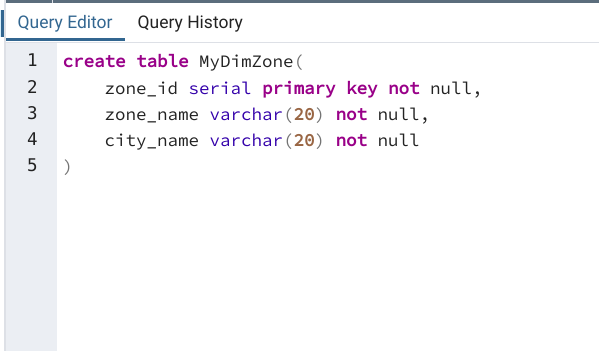 Query Editor Query History
1 create table MyDimZone(
2 zone_id serial primary key not null,
3 zone_name varchar(20) not null,
4 city_name varchar(20) not null
5 )